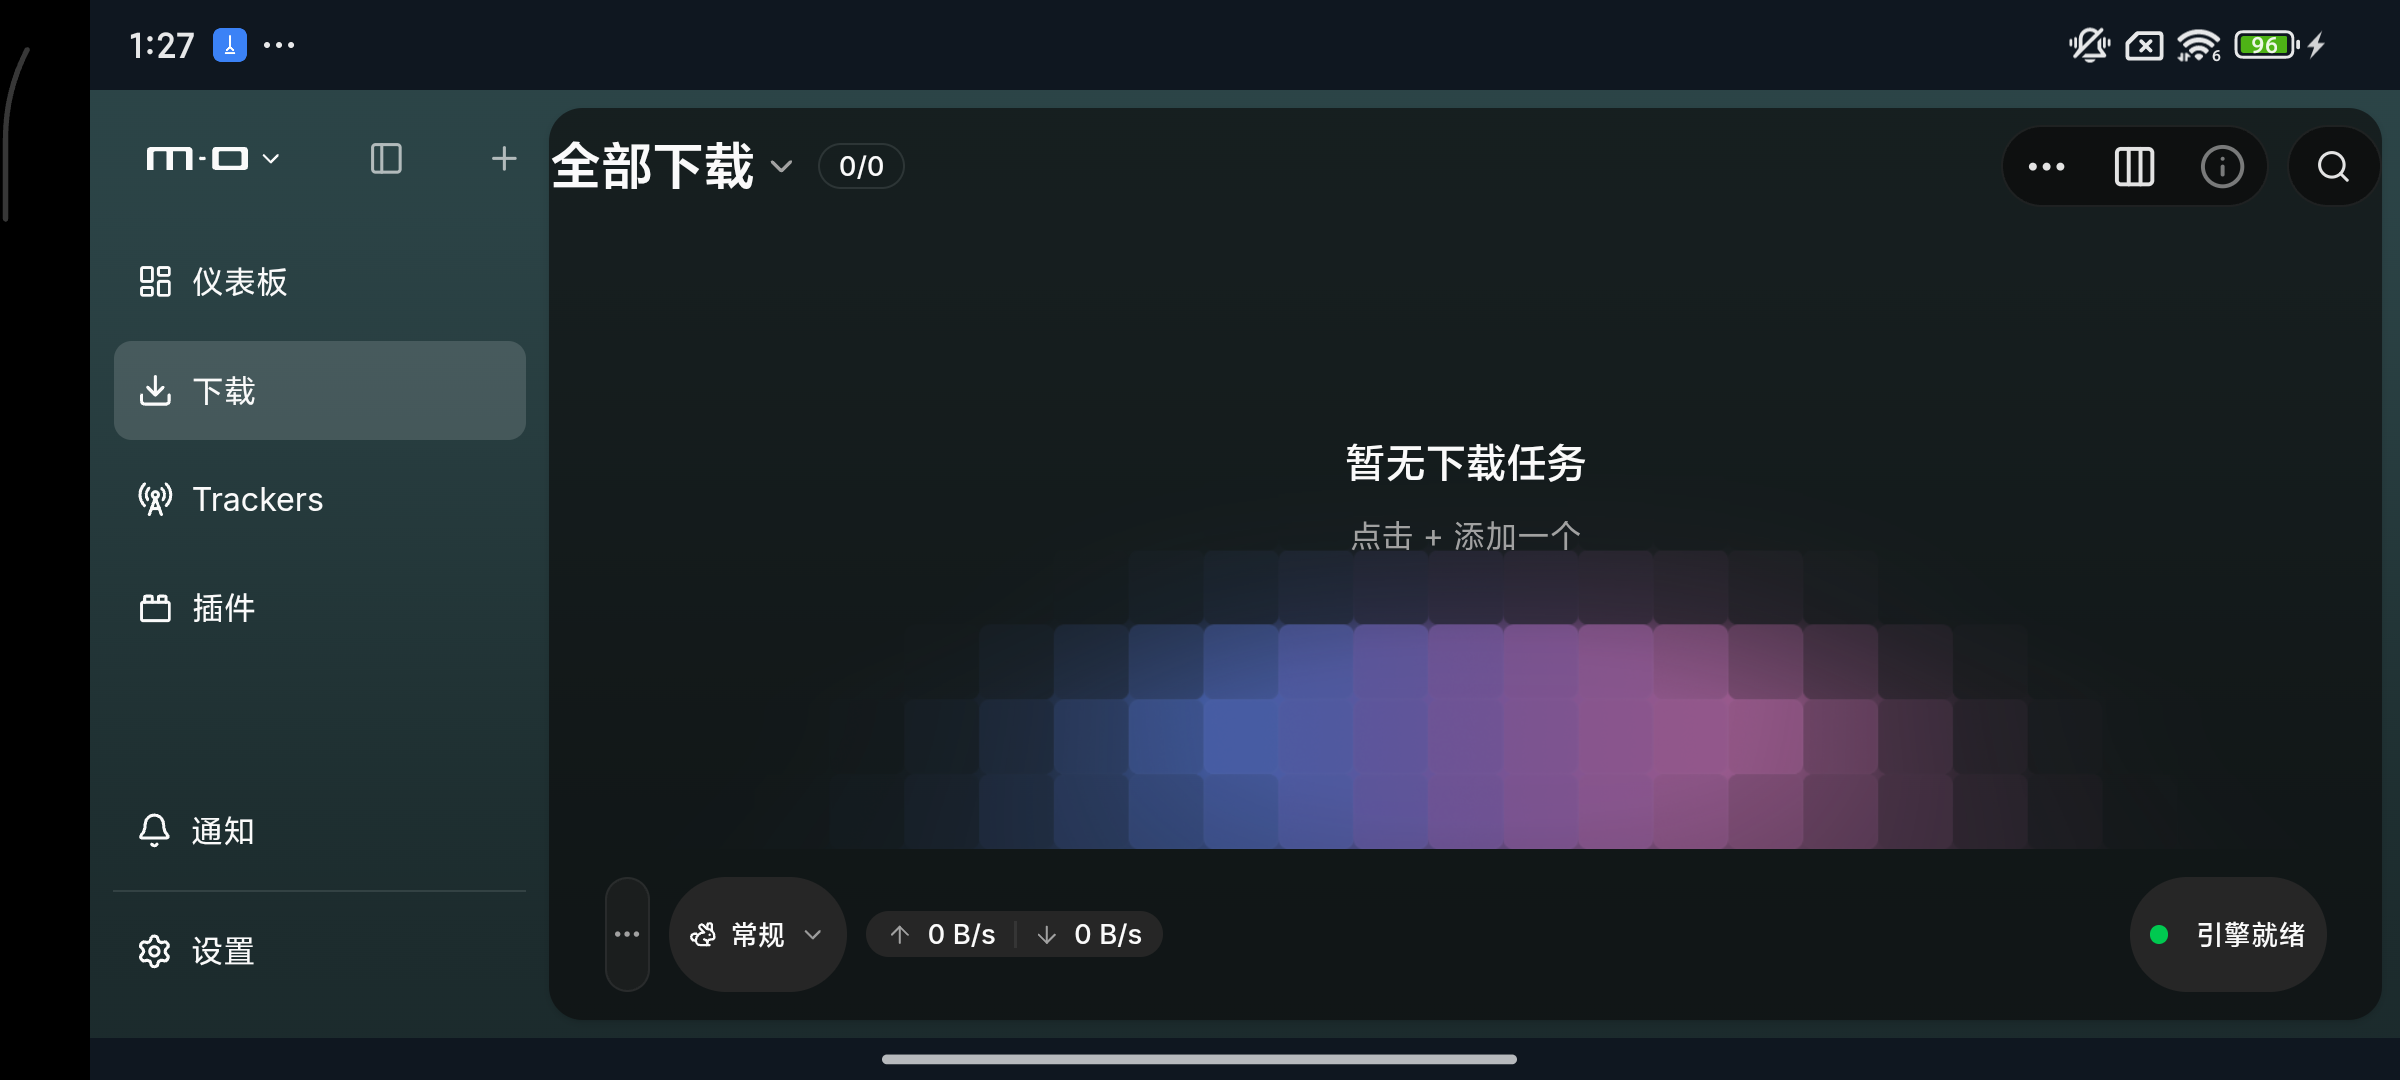 1:27
6
96
m-o
全部下载
0/0
仪表板
下载
Trackers
插件
暂无下载任务
点击 + 添加一个
通知
设置
常规
0 B/s
0 B/s
引擎就绪